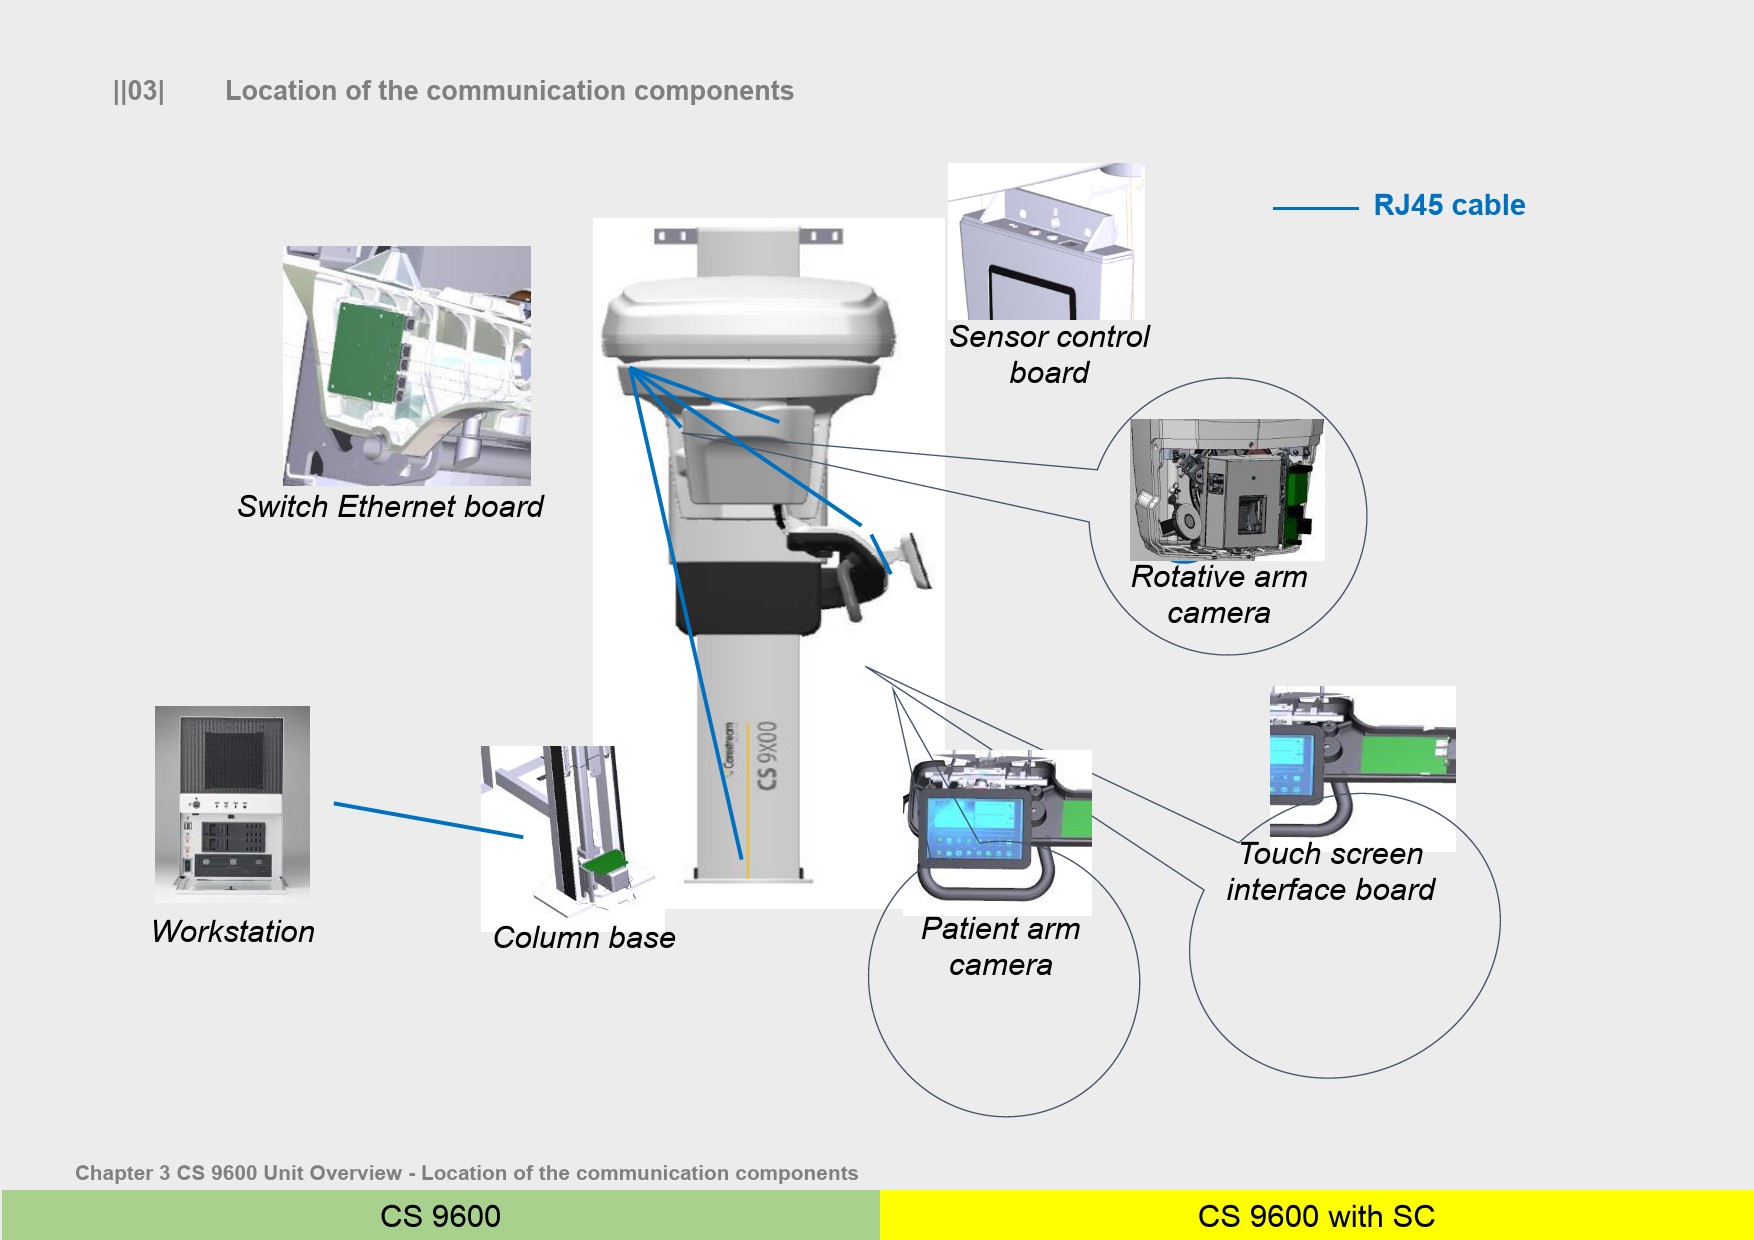 ||03| Location of the communication components
RJ45 cable
Sensor control
board
Switch Ethernet board
Rotative arm
camera
Carestream
CS 9X00
Touch screen
interface board
Workstation
Column base
Patient arm
camera
Chapter 3 CS 9600 Unit Overview - Location of the communication components
CS 9600
CS 9600 with SC